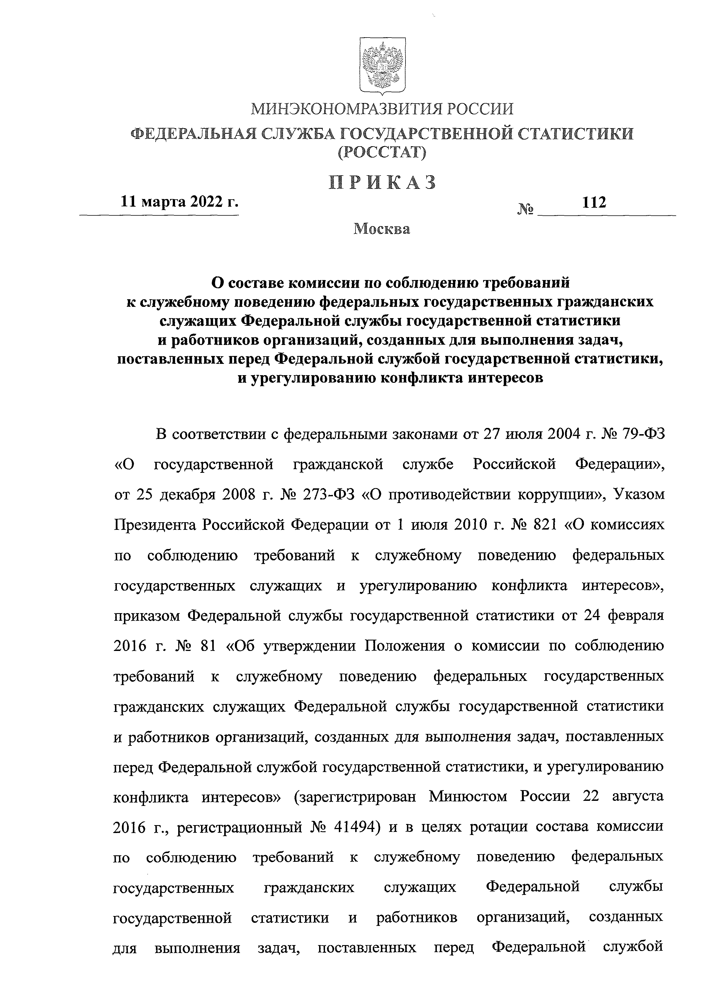 МИНЭКОНОМРАЗВИТИЯ РОССИИ
ФЕДЕРАЛЬНАЯ СЛУЖБА ГОСУДАРСТВЕННОЙ СТАТИСТИКИ
(РОССТАТ)
ПРИКАЗ
11 марта 2022 г.
№ 112
Москва
О составе комиссии по соблюдению требований
к служебному поведению федеральных государственных гражданских
служащих Федеральной службы государственной статистики
и работников организаций, созданных для выполнения задач,
поставленных перед Федеральной службой государственной статистики,
и урегулированию конфликта интересов
В соответствии с федеральными законами от 27 июля 2004 г. № 79-ФЗ
«О государственной гражданской службе Российской Федерации»,
от 25 декабря 2008 г. № 273-ФЗ «О противодействии коррупции», Указом
Президента Российской Федерации от 1 июля 2010 г. № 821 «О комиссиях
по соблюдению требований к служебному поведению федеральных
государственных служащих и урегулированию конфликта интересов»,
приказом Федеральной службы государственной статистики от 24 февраля
2016 г. № 81 «Об утверждении Положения о комиссии по соблюдению
требований к служебному поведению федеральных государственных
гражданских служащих Федеральной службы государственной статистики
и работников организаций, созданных для выполнения задач, поставленных
перед Федеральной службой государственной статистики, и урегулированию
конфликта интересов» (зарегистрирован Минюстом России 22 августа
2016 г., регистрационный № 41494) и в целях ротации состава комиссии
по соблюдению требований к служебному поведению федеральных
государственных гражданских служащих Федеральной службы
государственной статистики и работников организаций, созданных
для выполнения задач, поставленных перед Федеральной службой